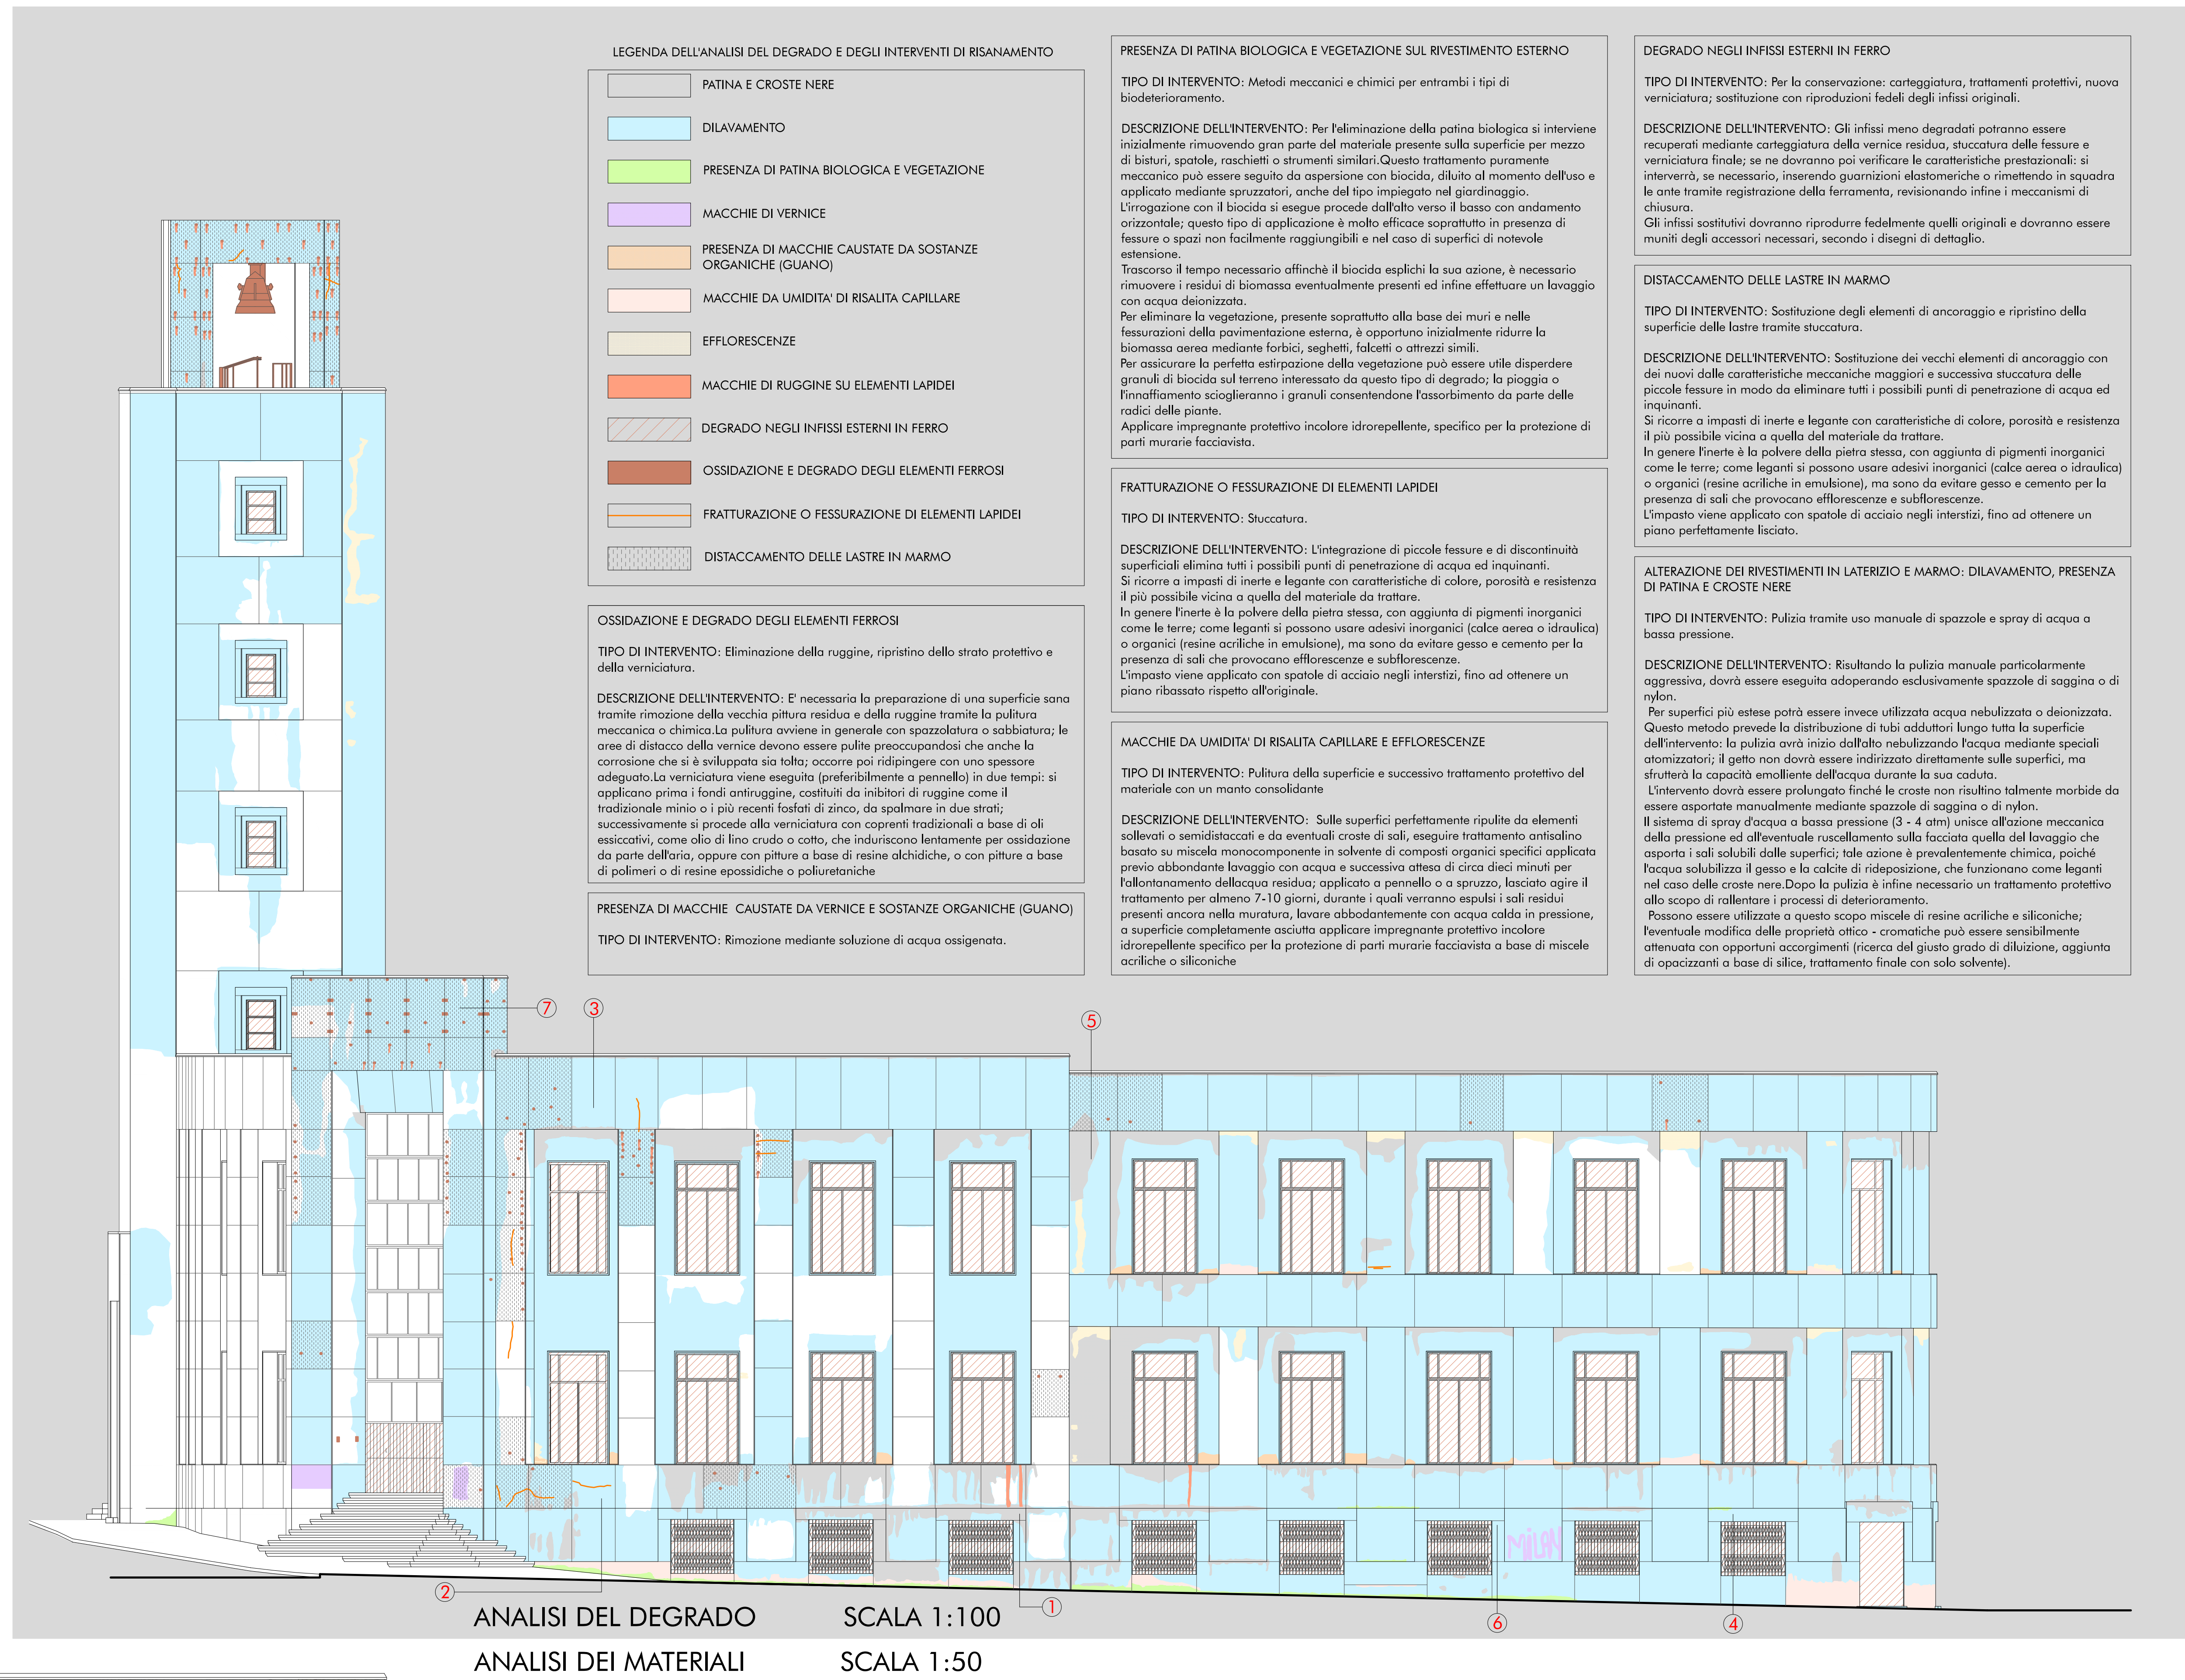 LEGENDA DELL'ANALISI DEL DEGRADO E DEGLI INTERVENTI DI RISANAMENTO
PATINA E CROSTE NERE
DILAVAMENTO
PRESENZA DI PATINA BIOLOGICA E VEGETAZIONE
MACCHIE DI VERNICE
PRESENZA DI MACCHIE CAUSTATE DA SOSTANZE
ORGANICHE (GUANO)
MACCHIE DA UMIDITA' DI RISALITA CAPILLARE
EFFLORESCENZE
MACCHIE DI RUGGINE SU ELEMENTI LAPIDEI
DEGRADO NEGLI INFISSI ESTERNI IN FERRO
OSSIDAZIONE E DEGRADO DEGLI ELEMENTI FERROSI
FRATTURAZIONE O FESSURAZIONE DI ELEMENTI LAPIDEI
DISTACCAMENTO DELLE LASTRE IN MARMO
OSSIDAZIONE E DEGRADO DEGLI ELEMENTI FERROSI
TIPO DI INTERVENTO: Eliminazione della ruggine, ripristino dello strato protettivo e
della verniciatura.
DESCRIZIONE DELL'INTERVENTO: E' necessaria la preparazione di una superficie sana
tramite rimozione della vecchia pittura residua e della ruggine tramite la pulitura
meccanica o chimica.La pulitura avviene in generale con spazzolatura o sabbiatura; le
aree di distacco della vernice devono essere pulite preoccupandosi che anche la
corrosione che si è sviluppata sia tolta; occorre poi ridipingere con uno spessore
adeguato.La verniciatura viene eseguita (preferibilmente a pennello) in due tempi: si
applicano prima i fondi antiruggine, costituiti da inibitori di ruggine come il
tradizionale minio o i più recenti fosfati di zinco, da spalmare in due strati;
successivamente si procede alla verniciatura con coprenti tradizionali a base di oli
essiccativi, come olio di lino crudo o cotto, che induriscono lentamente per ossidazione
da parte dell'aria, oppure con pitture a base di resine alchidiche, o con pitture a base
di polimeri o di resine epossidiche o poliuretaniche
PRESENZA DI MACCHIE CAUSTATE DA VERNICE E SOSTANZE ORGANICHE (GUANO)
TIPO DI INTERVENTO: Rimozione mediante soluzione di acqua ossigenata.
PRESENZA DI PATINA BIOLOGICA E VEGETAZIONE SUL RIVESTIMENTO ESTERNO
TIPO DI INTERVENTO: Metodi meccanici e chimici per entrambi i tipi di
biodeterioramento.
DESCRIZIONE DELL'INTERVENTO: Per l'eliminazione della patina biologica si interviene
inizialmente rimuovendo gran parte del materiale presente sulla superficie per mezzo
di bisturi, spatole, raschietti o strumenti similari.Questo trattamento puramente
meccanico può essere seguito da aspersione con biocida, diluito al momento dell'uso e
applicato mediante spruzzatori, anche del tipo impiegato nel giardinaggio.
L'irrogazione con il biocida si esegue procede dall'alto verso il basso con andamento
orizzontale; questo tipo di applicazione è molto efficace soprattutto in presenza di
fessure o spazi non facilmente raggiungibili e nel caso di superfici di notevole
estensione.
Trascorso il tempo necessario affinchè il biocida esplichi la sua azione, è necessario
rimuovere i residui di biomassa eventualmente presenti ed infine effettuare un lavaggio
con acqua deionizzata.
Per eliminare la vegetazione, presente soprattutto alla base dei muri e nelle
fessurazioni della pavimentazione esterna, è opportuno inizialmente ridurre la
biomassa aerea mediante forbici, seghetti, falcetti o attrezzi simili.
Per assicurare la perfetta estirpazione della vegetazione può essere utile disperdere
granuli di biocida sul terreno interessato da questo tipo di degrado; la pioggia o
l'innaffiamento scioglieranno i granuli consentendone l'assorbimento da parte delle
radici delle piante.
Applicare impregnante protettivo incolore idrorepellente, specifico per la protezione di
parti murarie facciavista.
FRATTURAZIONE O FESSURAZIONE DI ELEMENTI LAPIDEI
TIPO DI INTERVENTO: Stuccatura.
DESCRIZIONE DELL'INTERVENTO: L'integrazione di piccole fessure e di discontinuità
superficiali elimina tutti i possibili punti di penetrazione di acqua ed inquinanti.
Si ricorre a impasti di inerte e legante con caratteristiche di colore, porosità e resistenza
il più possibile vicina a quella del materiale da trattare.
In genere l'inerte è la polvere della pietra stessa, con aggiunta di pigmenti inorganici
come le terre; come leganti si possono usare adesivi inorganici (calce aerea o idraulica)
o organici (resine acriliche in emulsione), ma sono da evitare gesso e cemento per la
presenza di sali che provocano efflorescenze e subflorescenze.
L'impasto viene applicato con spatole di acciaio negli interstizi, fino ad ottenere un
piano ribassato rispetto all'originale.
MACCHIE DA UMIDITA' DI RISALITA CAPILLARE E EFFLORESCENZE
TIPO DI INTERVENTO: Pulitura della superficie e successivo trattamento protettivo del
materiale con un manto consolidante
DESCRIZIONE DELL'INTERVENTO: Sulle superfici perfettamente ripulite da elementi
sollevati o semidistaccati e da eventuali croste di sali, eseguire trattamento antisalino
basato su miscela monocomponente in solvente di composti organici specifici applicata
previo abbondante lavaggio con acqua e successiva attesa di circa dieci minuti per
l'allontanamento dellacqua residua; applicato a pennello o a spruzzo, lasciato agire il
trattamento per almeno 7-10 giorni, durante i quali verranno espulsi i sali residui
presenti ancora nella muratura, lavare abbodantemente con acqua calda in pressione,
a superficie completamente asciutta applicare impregnante protettivo incolore
idrorepellente specifico per la protezione di parti murarie facciavista a base di miscele
acriliche o siliconiche
DEGRADO NEGLI INFISSI ESTERNI IN FERRO
TIPO DI INTERVENTO: Per la conservazione: carteggiatura, trattamenti protettivi, nuova
verniciatura; sostituzione con riproduzioni fedeli degli infissi originali.
DESCRIZIONE DELL'INTERVENTO: Gli infissi meno degradati potranno essere
recuperati mediante carteggiatura della vernice residua, stuccatura delle fessure e
verniciatura finale; se ne dovranno poi verificare le caratteristiche prestazionali: si
interverrà, se necessario, inserendo guarnizioni elastomeriche o rimettendo in squadra
le ante tramite registrazione della ferramenta, revisionando infine i meccanismi di
chiusura.
Gli infissi sostitutivi dovranno riprodurre fedelmente quelli originali e dovranno essere
muniti degli accessori necessari, secondo i disegni di dettaglio.
DISTACCAMENTO DELLE LASTRE IN MARMO
TIPO DI INTERVENTO: Sostituzione degli elementi di ancoraggio e ripristino della
superficie delle lastre tramite stuccatura.
DESCRIZIONE DELL'INTERVENTO: Sostituzione dei vecchi elementi di ancoraggio con
dei nuovi dalle caratteristiche meccaniche maggiori e successiva stuccatura delle
piccole fessure in modo da eliminare tutti i possibili punti di penetrazione di acqua ed
inquinanti.
Si ricorre a impasti di inerte e legante con caratteristiche di colore, porosità e resistenza
il più possibile vicina a quella del materiale da trattare.
In genere l'inerte è la polvere della pietra stessa, con aggiunta di pigmenti inorganici
come le terre; come leganti si possono usare adesivi inorganici (calce aerea o idraulica)
o organici (resine acriliche in emulsione), ma sono da evitare gesso e cemento per la
presenza di sali che provocano efflorescenze e subflorescenze.
L'impasto viene applicato con spatole di acciaio negli interstizi, fino ad ottenere un
piano perfettamente lisciato.
ALTERAZIONE DEI RIVESTIMENTI IN LATERIZIO E MARMO: DILAVAMENTO, PRESENZA
DI PATINA E CROSTE NERE
TIPO DI INTERVENTO: Pulizia tramite uso manuale di spazzole e spray di acqua a
bassa pressione.
DESCRIZIONE DELL'INTERVENTO: Risultando la pulizia manuale particolarmente
aggressiva, dovrà essere eseguita adoperando esclusivamente spazzole di saggina o di
nylon.
Per superfici più estese potrà essere invece utilizzata acqua nebulizzata o deionizzata.
Questo metodo prevede la distribuzione di tubi adduttori lungo tutta la superficie
dell'intervento: la pulizia avrà inizio dall'alto nebulizzando l'acqua mediante speciali
atomizzatori; il getto non dovrà essere indirizzato direttamente sulle superfici, ma
sfrutterà la capacità emolliente dell'acqua durante la sua caduta.
L'intervento dovrà essere prolungato finché le croste non risultino talmente morbide da
essere asportate manualmente mediante spazzole di saggina o di nylon.
Il sistema di spray d'acqua a bassa pressione (3 - 4 atm) unisce all'azione meccanica
della pressione ed all'eventuale ruscellamento sulla facciata quella del lavaggio che
asporta i sali solubili dalle superfici; tale azione è prevalentemente chimica, poiché
l'acqua solubilizza il gesso e la calcite di rideposizione, che funzionano come leganti
nel caso delle croste nere.Dopo la pulizia è infine necessario un trattamento protettivo
allo scopo di rallentare i processi di deterioramento.
Possono essere utilizzate a questo scopo miscele di resine acriliche e siliconiche;
l'eventuale modifica delle proprietà ottico - cromatiche può essere sensibilmente
attenuata con opportuni accorgimenti (ricerca del giusto grado di diluizione, aggiunta
di opacizzanti a base di silice, trattamento finale con solo solvente).
7
3
5
MILAN
2
1
6
4
ANALISI DEL DEGRADO SCALA 1:100
ANALISI DEI MATERIALI SCALA 1:50